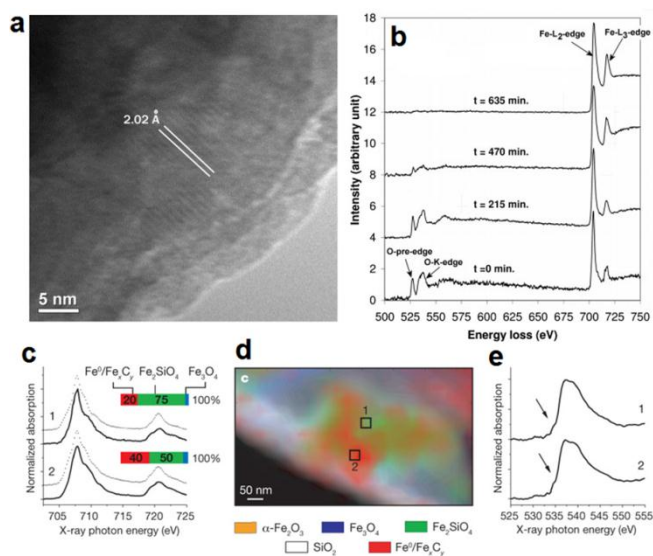 a
2.02 Å
5 nm
b
Intensity (arbitrary unit)
18
16
14
12
10
8
6
4
2
0
Fe-L₂-edge
Fe-L₃-edge
t = 635 min.
t = 470 min.
t = 215 min.
O-pre-edge
O-K-edge
t =0 min.
500 525 550 575 600 625 650 675 700 725 750
Energy loss (eV)
c
Fe⁰/FeₓCᵧ Fe₂SiO₄ Fe₃O₄
20 75 100%
1
40 50 100%
2
Normalized absorption
705 710 715 720 725
X-ray photon energy (eV)
d
c
1
2
50 nm
α-Fe₂O₃ Fe₃O₄ Fe₂SiO₄
SiO₂ Fe⁰/FeₓCᵧ
e
Normalized absorption
1
2
525 530 535 540 545 550 555
X-ray photon energy (eV)